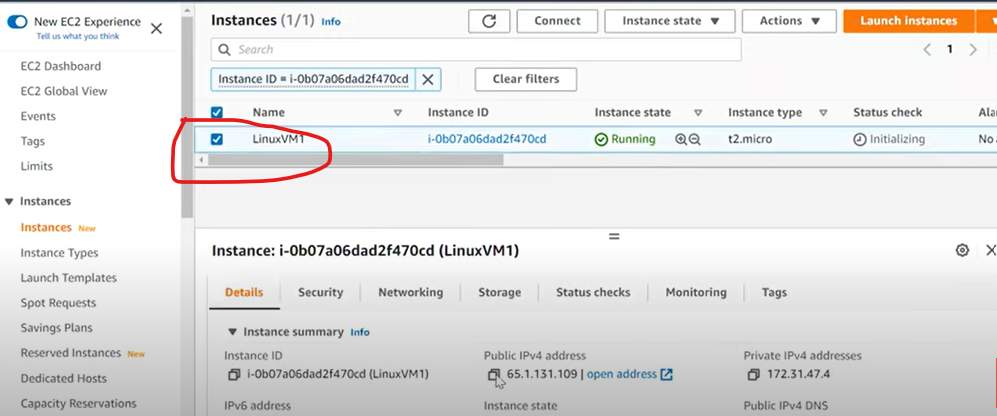 New EC2 Experience
Tell us what you think
EC2 Dashboard
EC2 Global View
Events
Tags
Limits
Instances
Instances New
Instance Types
Launch Templates
Spot Requests
Savings Plans
Reserved Instances New
Dedicated Hosts
Capacity Reservations
Instances (1/1) Info
Connect
Instance state
Actions
Launch instances
Search
1
Instance ID = i-0b07a06dad2f470cd
Clear filters
Name Instance ID Instance state Instance type Status check Ala
LinuxVM1 i-0b07a06dad2f470cd Running t2.micro Initializing No
Instance: i-0b07a06dad2f470cd (LinuxVM1)
Details Security Networking Storage Status checks Monitoring Tags
Instance summary Info
Instance ID Public IPv4 address Private IPv4 addresses
i-0b07a06dad2f470cd (LinuxVM1) 65.1.131.109 | open address 172.31.47.4
IPv6 address Instance state Public IPv4 DNS